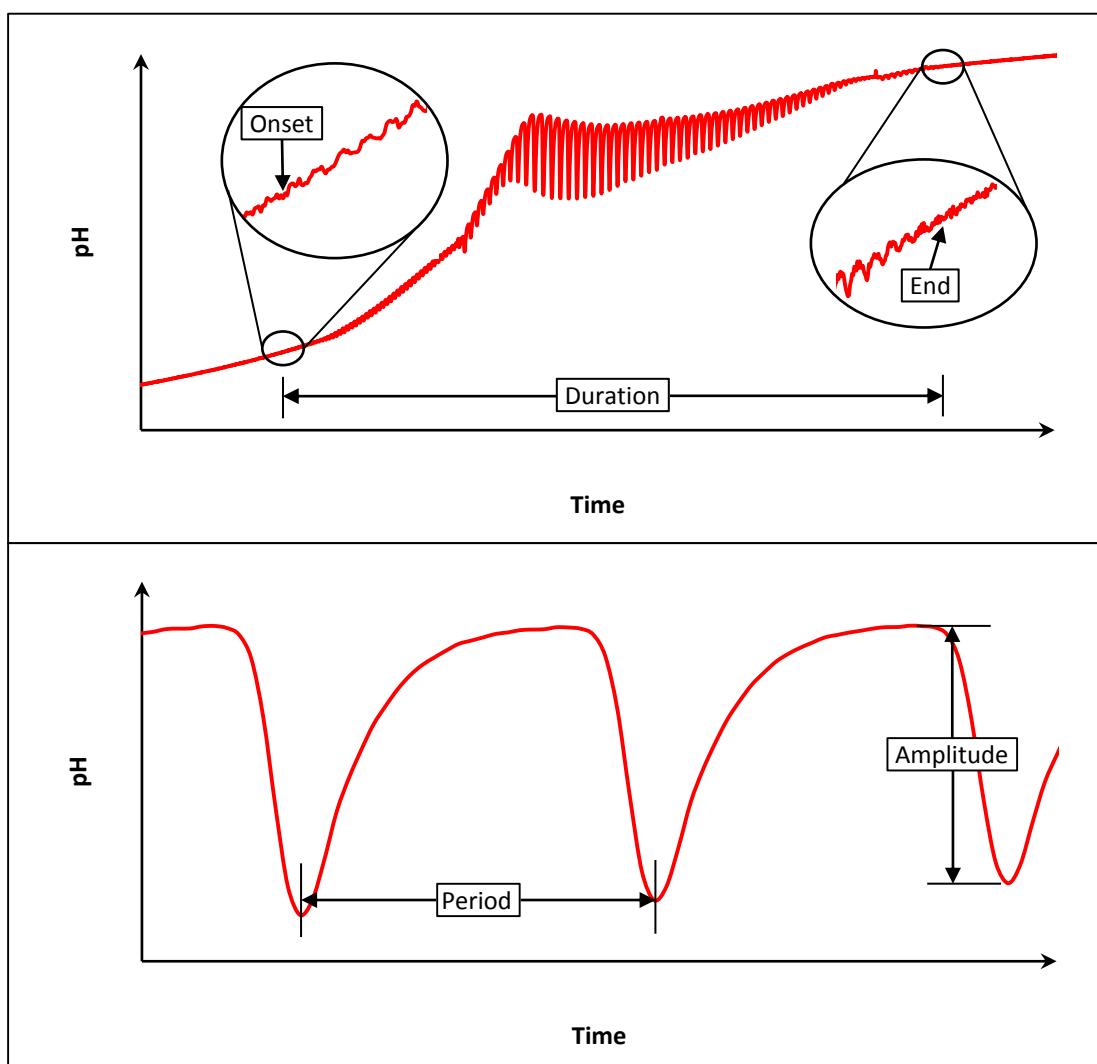 Onset
pH
End
Duration
Time
pH
Amplitude
Period
Time